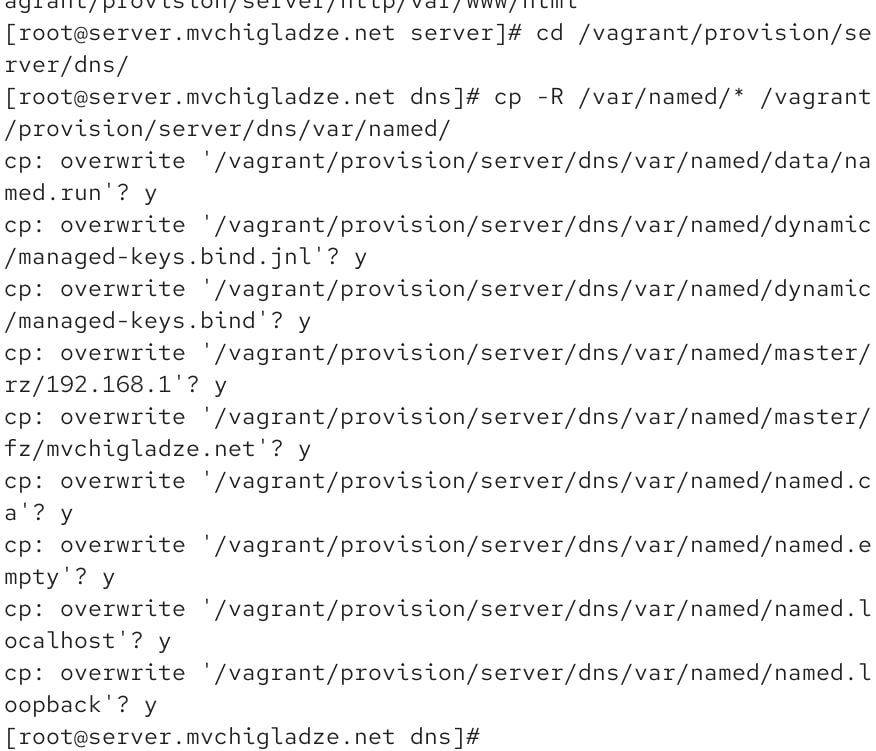 agrant/provision/server/http/var/www/html
[root@server.mvchigladze.net server]# cd /vagrant/provision/se
rver/dns/
[root@server.mvchigladze.net dns]# cp -R /var/named/* /vagrant
/provision/server/dns/var/named/
cp: overwrite '/vagrant/provision/server/dns/var/named/data/na
med.run'? y
cp: overwrite '/vagrant/provision/server/dns/var/named/dynamic
/managed-keys.bind.jnl'? y
cp: overwrite '/vagrant/provision/server/dns/var/named/dynamic
/managed-keys.bind'? y
cp: overwrite '/vagrant/provision/server/dns/var/named/master/
rz/192.168.1'? y
cp: overwrite '/vagrant/provision/server/dns/var/named/master/
fz/mvchigladze.net'? y
cp: overwrite '/vagrant/provision/server/dns/var/named/named.c
a'? y
cp: overwrite '/vagrant/provision/server/dns/var/named/named.e
mpty'? y
cp: overwrite '/vagrant/provision/server/dns/var/named/named.l
ocalhost'? y
cp: overwrite '/vagrant/provision/server/dns/var/named/named.l
oopback'? y
[root@server.mvchigladze.net dns]#